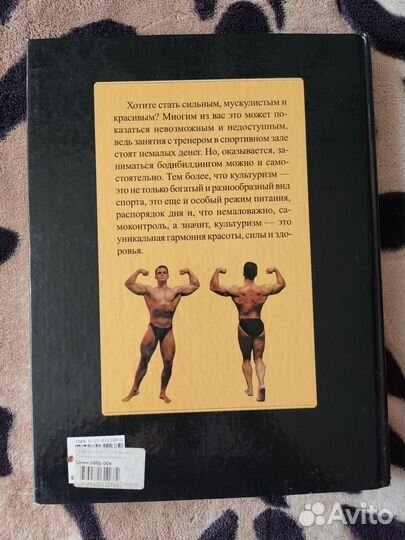 Хотите стать сильным, мускулистым и
красивым? Многим из вас это может по-
казаться невозможным и недоступным,
ведь занятия с тренером в спортивном зале
стоят немалых денег. Но, оказывается, за-
ниматься бодибилдингом можно и само-
стоятельно. Тем более, что культуризм —
это не только богатый и разнообразный вид
спорта, это еще и особый режим питания,
распорядок дня и, что немаловажно, са-
моконтроль, а значит, культуризм — это
уникальная гармония красоты, силы и здо-
ровья.
Цена:
Avito